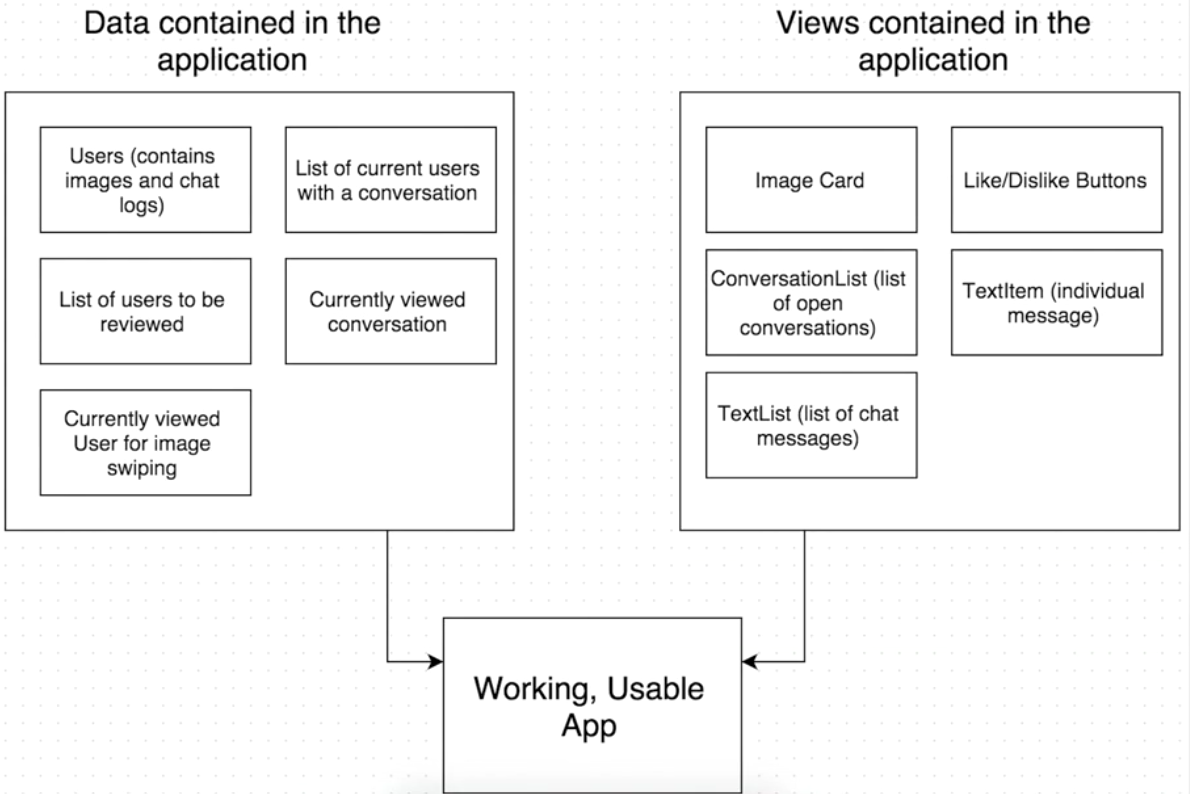 Data contained in the
application
Users (contains
images and chat
logs)
List of current users
with a conversation
List of users to be
reviewed
Currently viewed
conversation
Currently viewed
User for image
swiping
Views contained in the
application
Image Card
Like/Dislike Buttons
ConversationList (list
of open
conversations)
TextItem (individual
message)
TextList (list of chat
messages)
Working, Usable
App